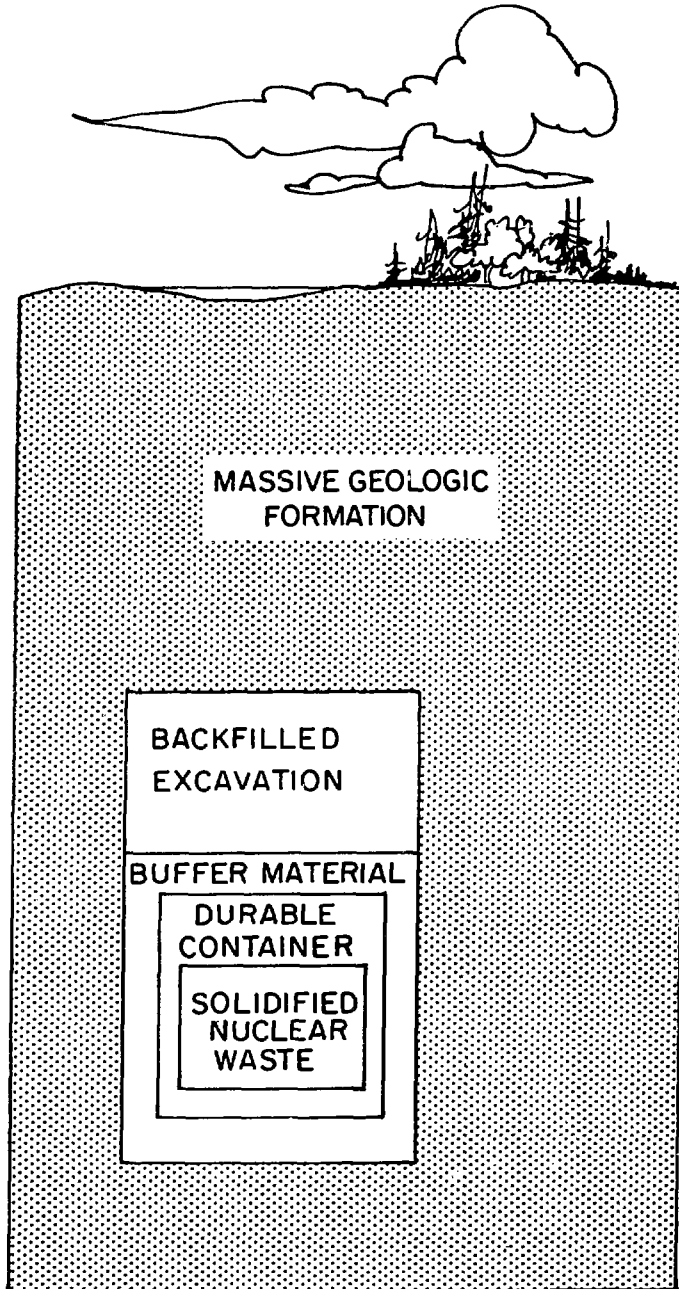 MASSIVE GEOLOGIC
FORMATION
BACKFILLED
EXCAVATION
BUFFER MATERIAL
DURABLE
CONTAINER
SOLIDIFIED
NUCLEAR
WASTE